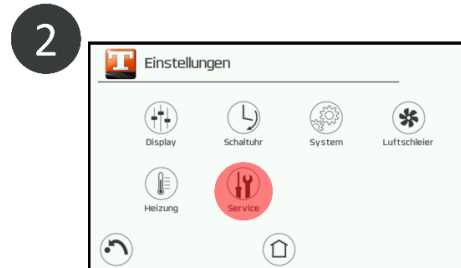 2
T Einstellungen
Display Schaltuhr System Luftschleier
Heizung Service